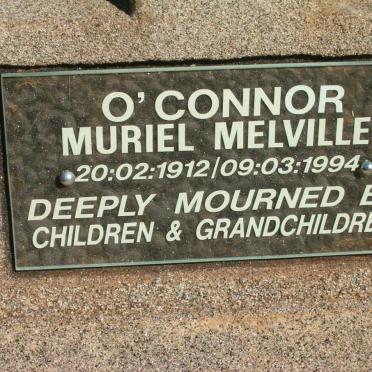 O'CONNOR
MURIEL MELVILLE
20:02:1912/09:03:1994
DEEPLY MOURNED
CHILDREN & GRANDCHILDRE